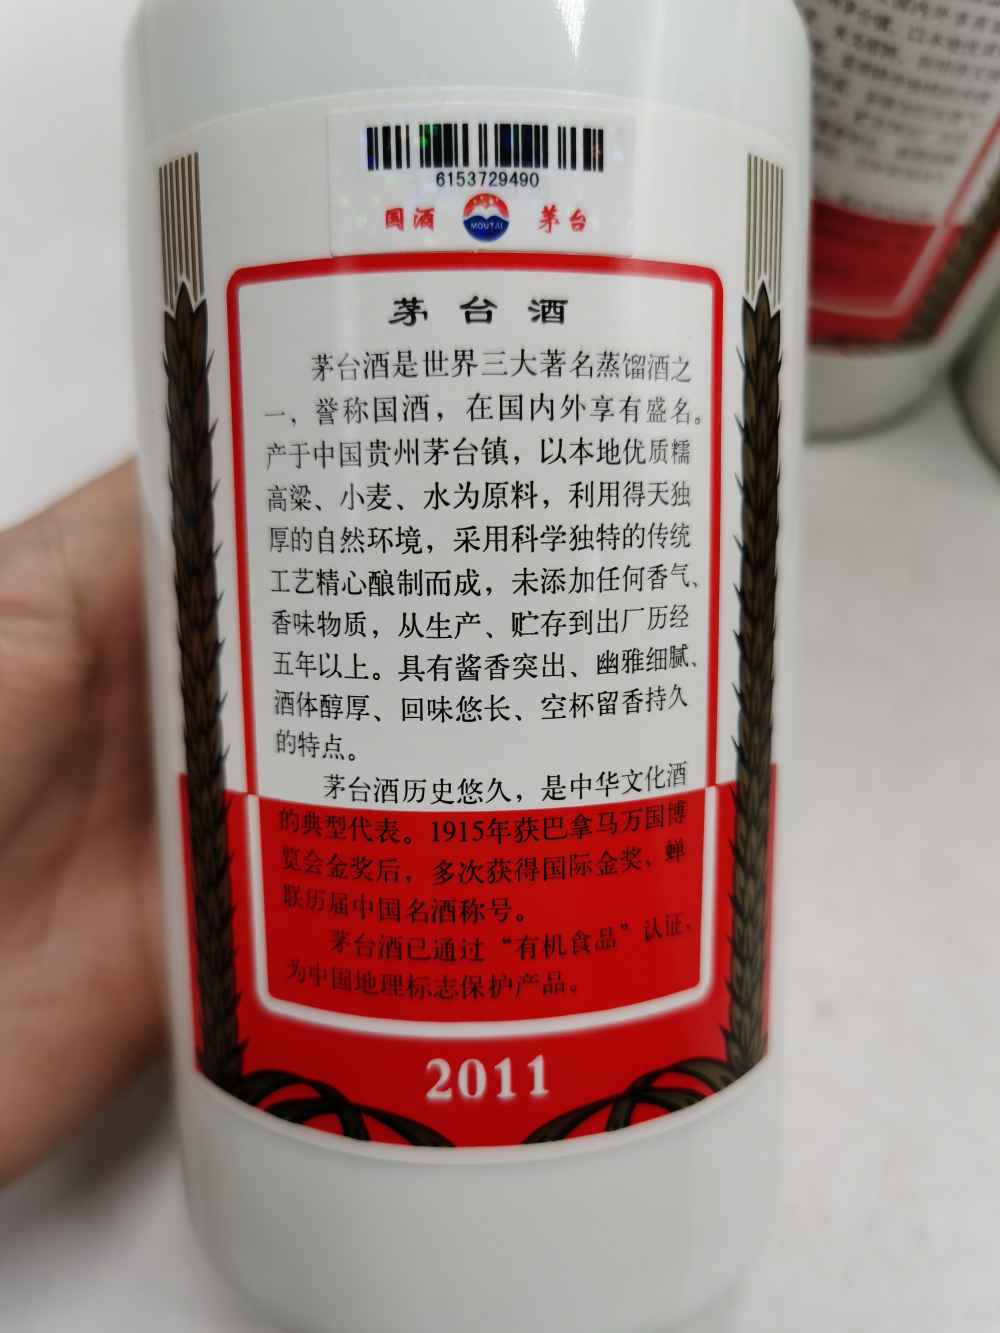 6153729490
国酒 MOUTAI 茅台
茅台酒
茅台酒是世界三大著名蒸馏酒之
一，誉称国酒，在国内外享有盛名。
产于中国贵州茅台镇，以本地优质糯
高粱、小麦、水为原料，利用得天独
厚的自然环境，采用科学独特的传统
工艺精心酿制而成，未添加任何香气、
香味物质，从生产、贮存到出厂历经
五年以上。具有酱香突出、幽雅细腻、
酒体醇厚、回味悠长、空杯留香持久
的特点。
茅台酒历史悠久，是中华文化酒
的典型代表。1915年获巴拿马万国博
览会金奖后，多次获得国际金奖、蝉
联历届中国名酒称号。
茅台酒已通过“有机食品”认证，
为中国地理标志保护产品。
2011